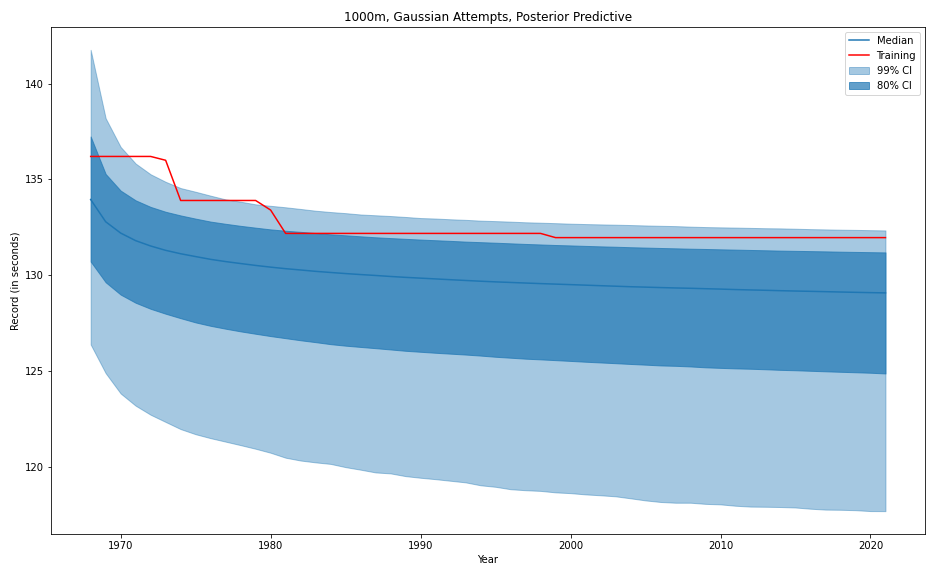 1000m, Gaussian Attempts, Posterior Predictive
Median
Training
99% CI
80% CI
140
135
130
125
120
Record (in seconds)
1970
1980
1990
2000
2010
2020
Year